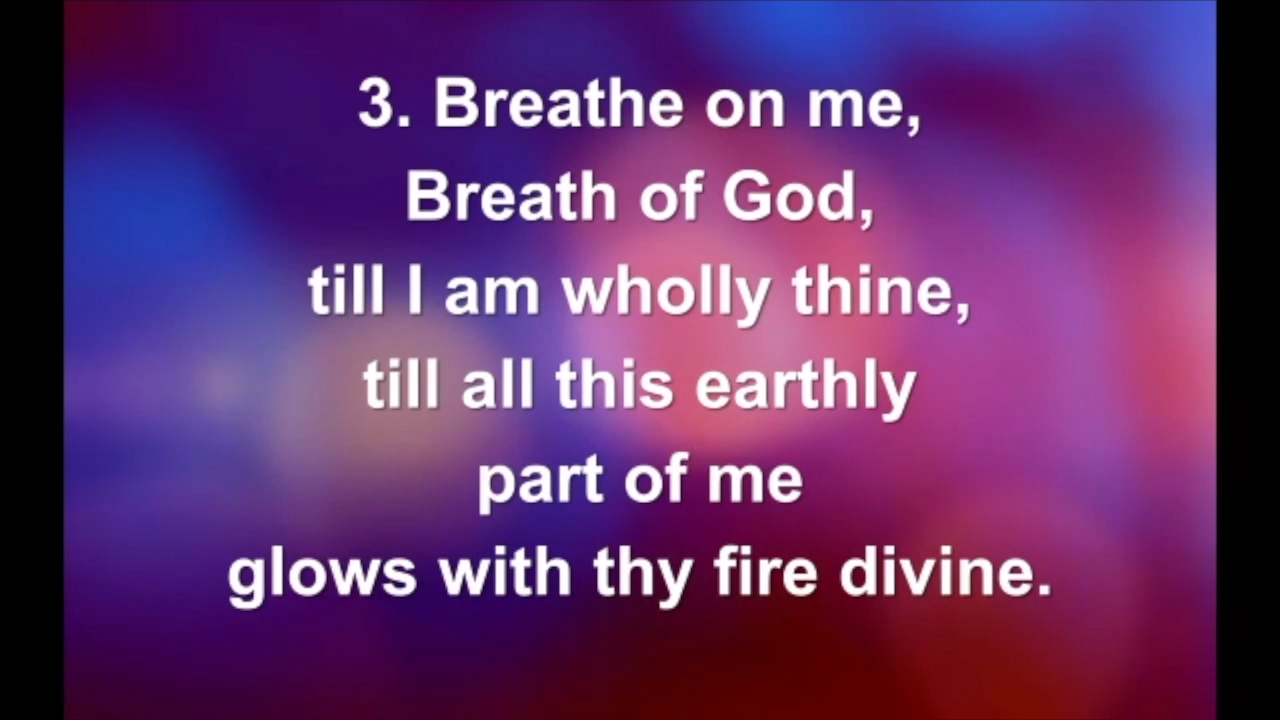 3. Breathe on me,
Breath of God,
till I am wholly thine,
till all this earthly
part of me
glows with thy fire divine.